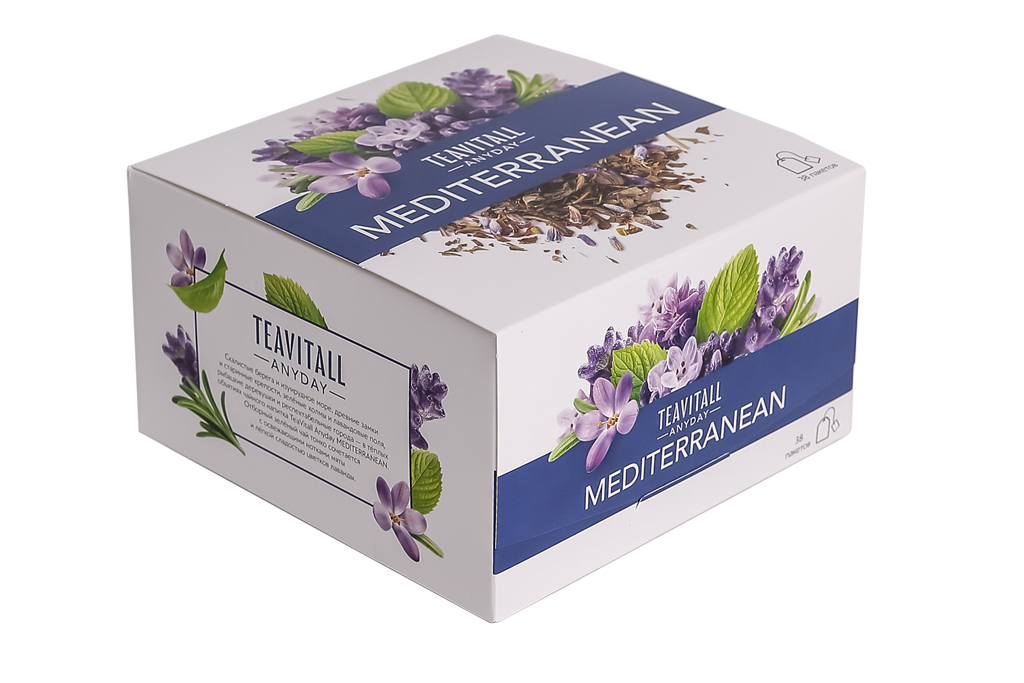 TEAVITALL
ANYDAY
MEDITERRANEAN
38 пакетов
TEAVITALL
ANYDAY
Скалистые берега и изумрудное море, древние замки
и старинные крепости, зелёные холмы и лавандовые поля,
рыбацкие деревушки и респектабельные города – в тёплых
объятиях чайного напитка TeaVitall Anyday MEDITERRANEAN.
Отборный зелёный чай тонко сочетается
с освежающими нотками мяты
и лёгкой сладостью цветков лаванды.
TEAVITALL
ANYDAY
MEDITERRANEAN
38
пакетов